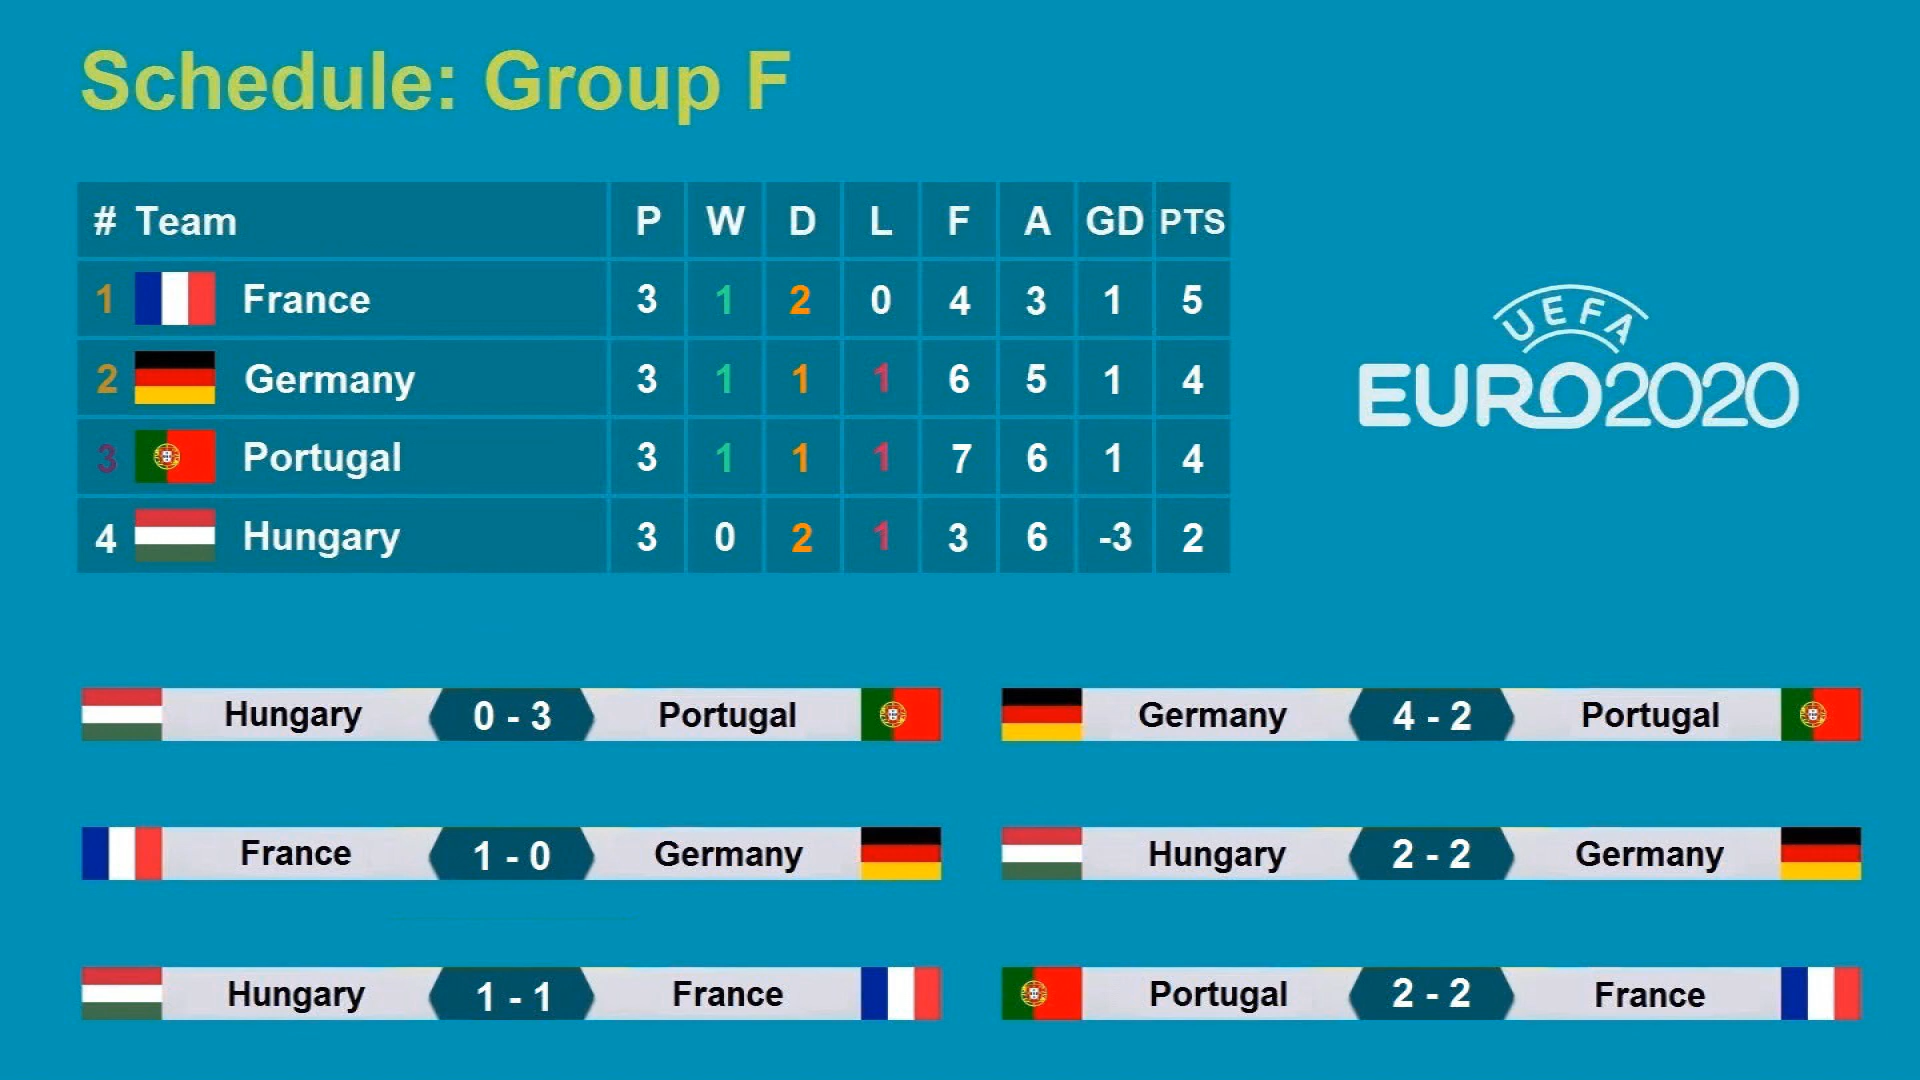 Schedule: Group F
# Team P W D L F A GD PTS
1 France 3 1 2 0 4 3 1 5
2 Germany 3 1 1 1 6 5 1 4
3 Portugal 3 1 1 1 7 6 1 4
4 Hungary 3 0 2 1 3 6 -3 2
UEFA
EURO2020
Hungary 0 - 3 Portugal
Germany 4 - 2 Portugal
France 1 - 0 Germany
Hungary 2 - 2 Germany
Hungary 1 - 1 France
Portugal 2 - 2 France